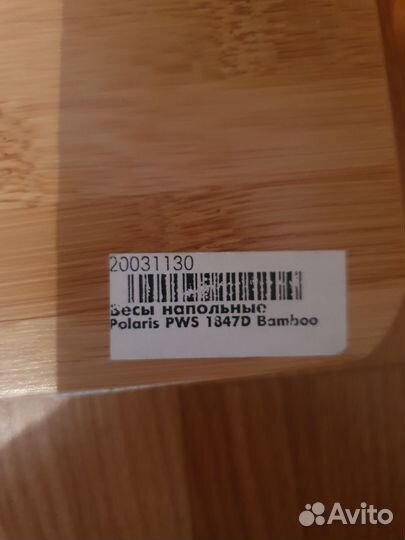 20031130
Весы напольные
Polaris PWS 1847D Bamboo
Avito